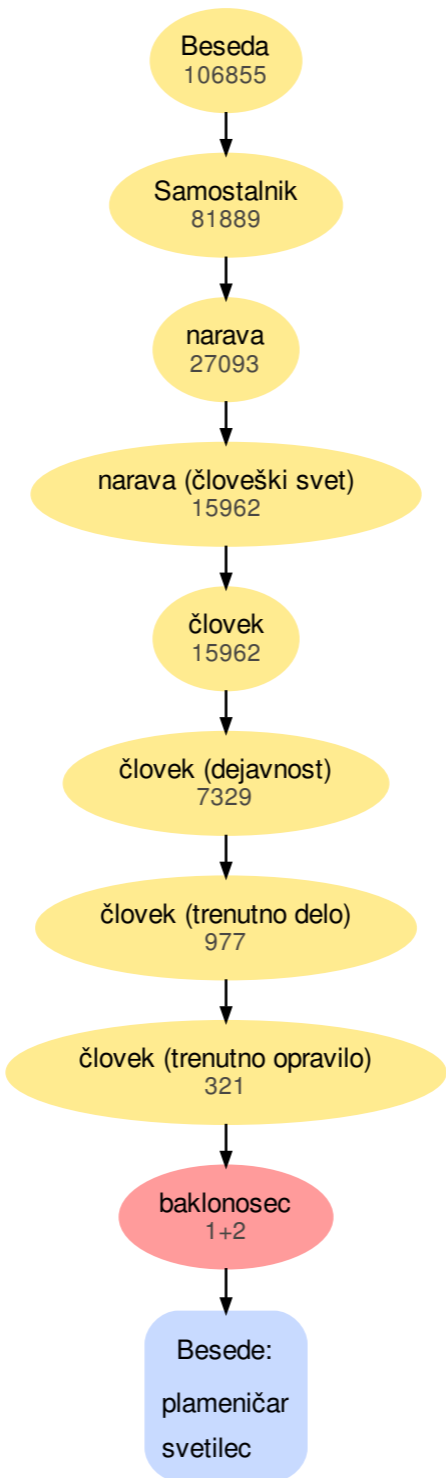 Beseda
106855
Samostalnik
81889
narava
27093
narava (človeški svet)
15962
človek
15962
človek (dejavnost)
7329
človek (trenutno delo)
977
človek (trenutno opravilo)
321
baklonosec
1+2
Besede:
plameničar
svetilec